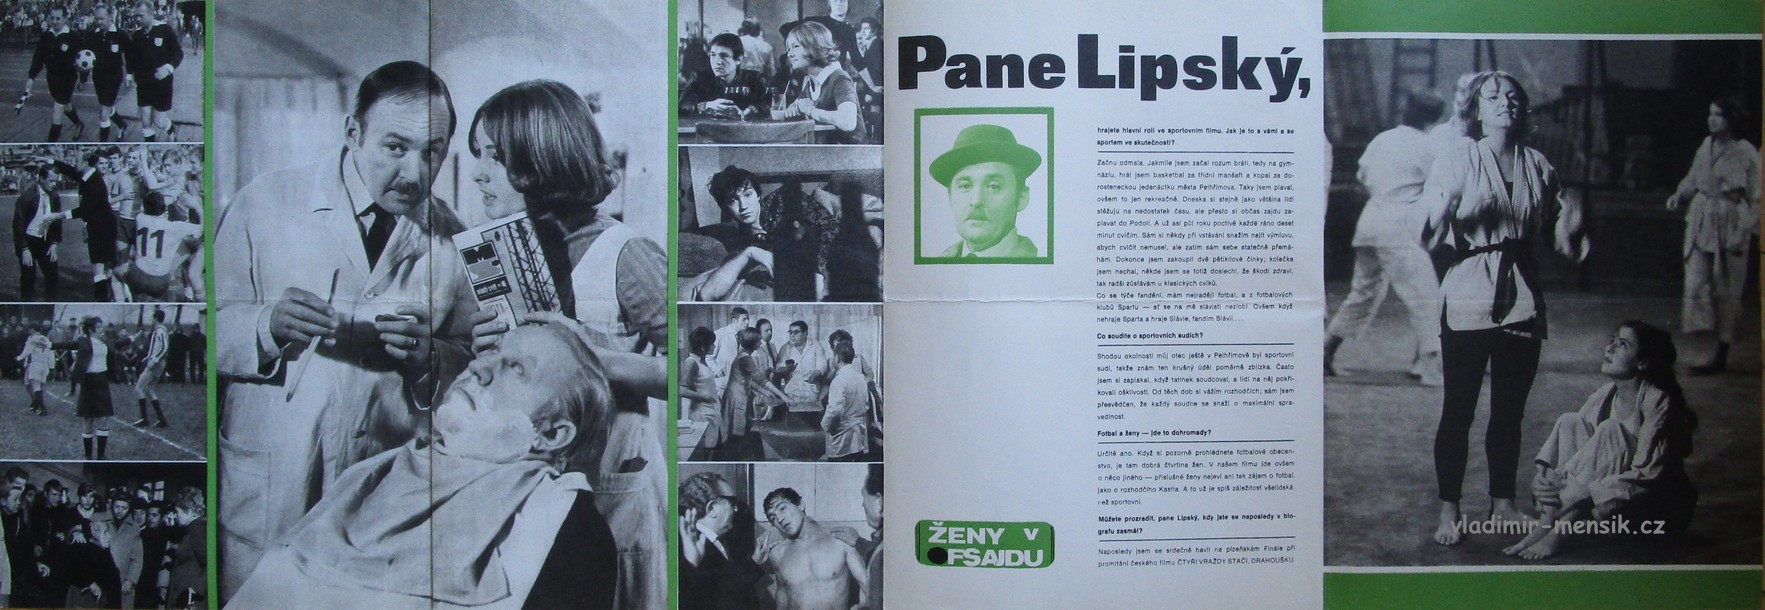 Pane Lipský,
hrajete hlavní roli ve sportovním filmu. Jak je to s vámi a se
sportem ve skutečnosti?
Začnu odmala. Jakmile jsem začal rozum bráti, tedy na gym-
náziu, hrál jsem basketbal za třídní manšaft a kopal za do-
rosteneckou jedenáctku města Pelhřimova. Taky jsem plaval,
ovšem to jen rekreačně. Dneska si stejně jako většina lidí
stěžuju na nedostatek času, ale přesto si občas zajdu za-
plavat do Podolí. A už asi půl roku poctivě každé ráno deset
minut cvičím. Sám si někdy při vstávání snažím najít výmluvu,
abych cvičit nemusel, ale zatím sám sebe statečně přemá-
hám. Dokonce jsem zakoupil dvě pětikilové činky; kolečka
jsem nechal, někde jsem se totiž doslechl, že škodí zdraví,
tak radši zůstávám u klasických cviků.
Co se týče fandění, mám nejraději fotbal, a z fotbalových
klubů Spartu — ať se na mě slávisti nezlobí. Ovšem když
nehraje Sparta a hraje Slávie, fandím Slávii . . .
Co soudíte o sportovních sudích?
Shodou okolností můj otec ještě v Pelhřimově byl sportovní
sudí, takže znám ten krušný úděl poměrně zblízka. Často
jsem si zaplakal, když tatínek soudcoval, a lidi na něj pokři-
kovali ošklivosti. Od těch dob si vážím rozhodčích; sám jsem
přesvědčen, že každý soudce se snaží o maximální spra-
vedlnost.
Fotbal a ženy — jde to dohromady?
Určitě ano. Když si pozorně prohlédnete fotbalové obecen-
stvo, je tam dobrá čtvrtina žen. V našem filmu jde ovšem
o něco jiného — příslušné ženy nejeví ani tak zájem o fotbal,
jako o rozhodčího Kastla. A to už je spíš záležitost všelidská,
než sportovní.
Můžete prozradit, pane Lipský, kdy jste se naposledy v bio-
grafu zasmál?
Naposledy jsem se srdečně bavil na plzeňském Finále při
promítání českého filmu ČTYŘI VRAŽDY STAČÍ, DRAHOUŠKU.
ŽENY V
OFSAJDU
11
vladimir-mensik.cz